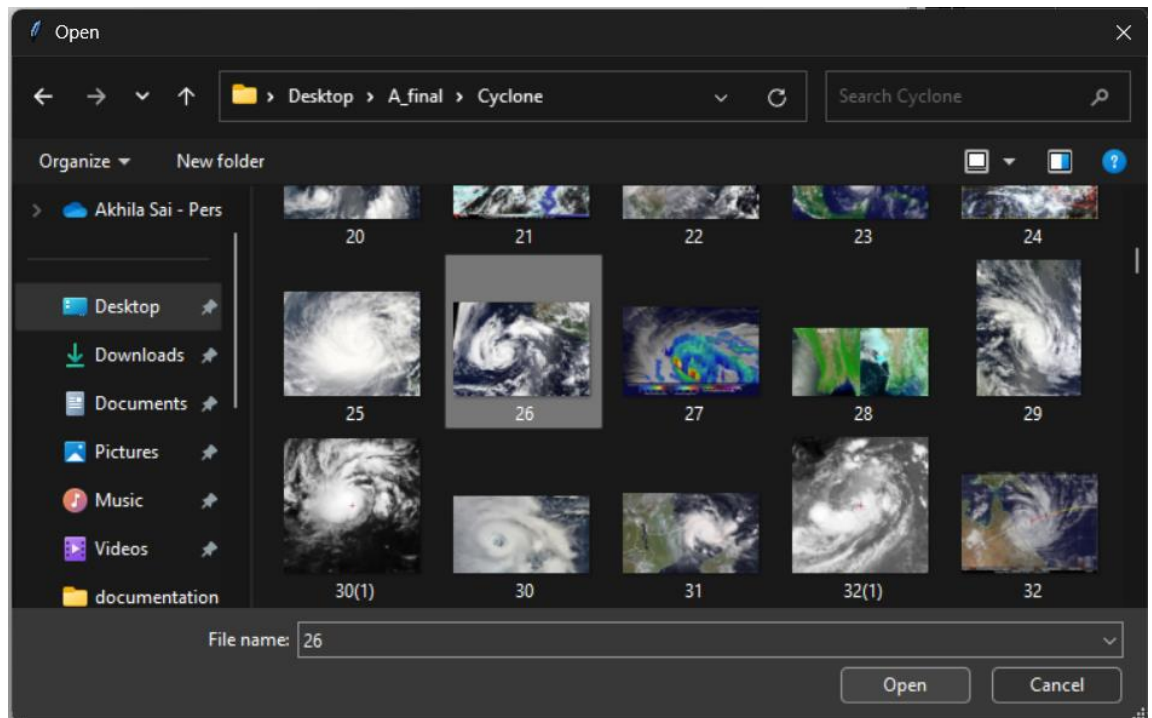 Open
Desktop > A_final > Cyclone
Search Cyclone
Organize
New folder
Akhila Sai - Pers
20 21 22 23 24
Desktop
Downloads
Documents
25 26 27 28 29
Pictures
Music
Videos
documentation
30(1) 30 31 32(1) 32
File name: 26
Open Cancel